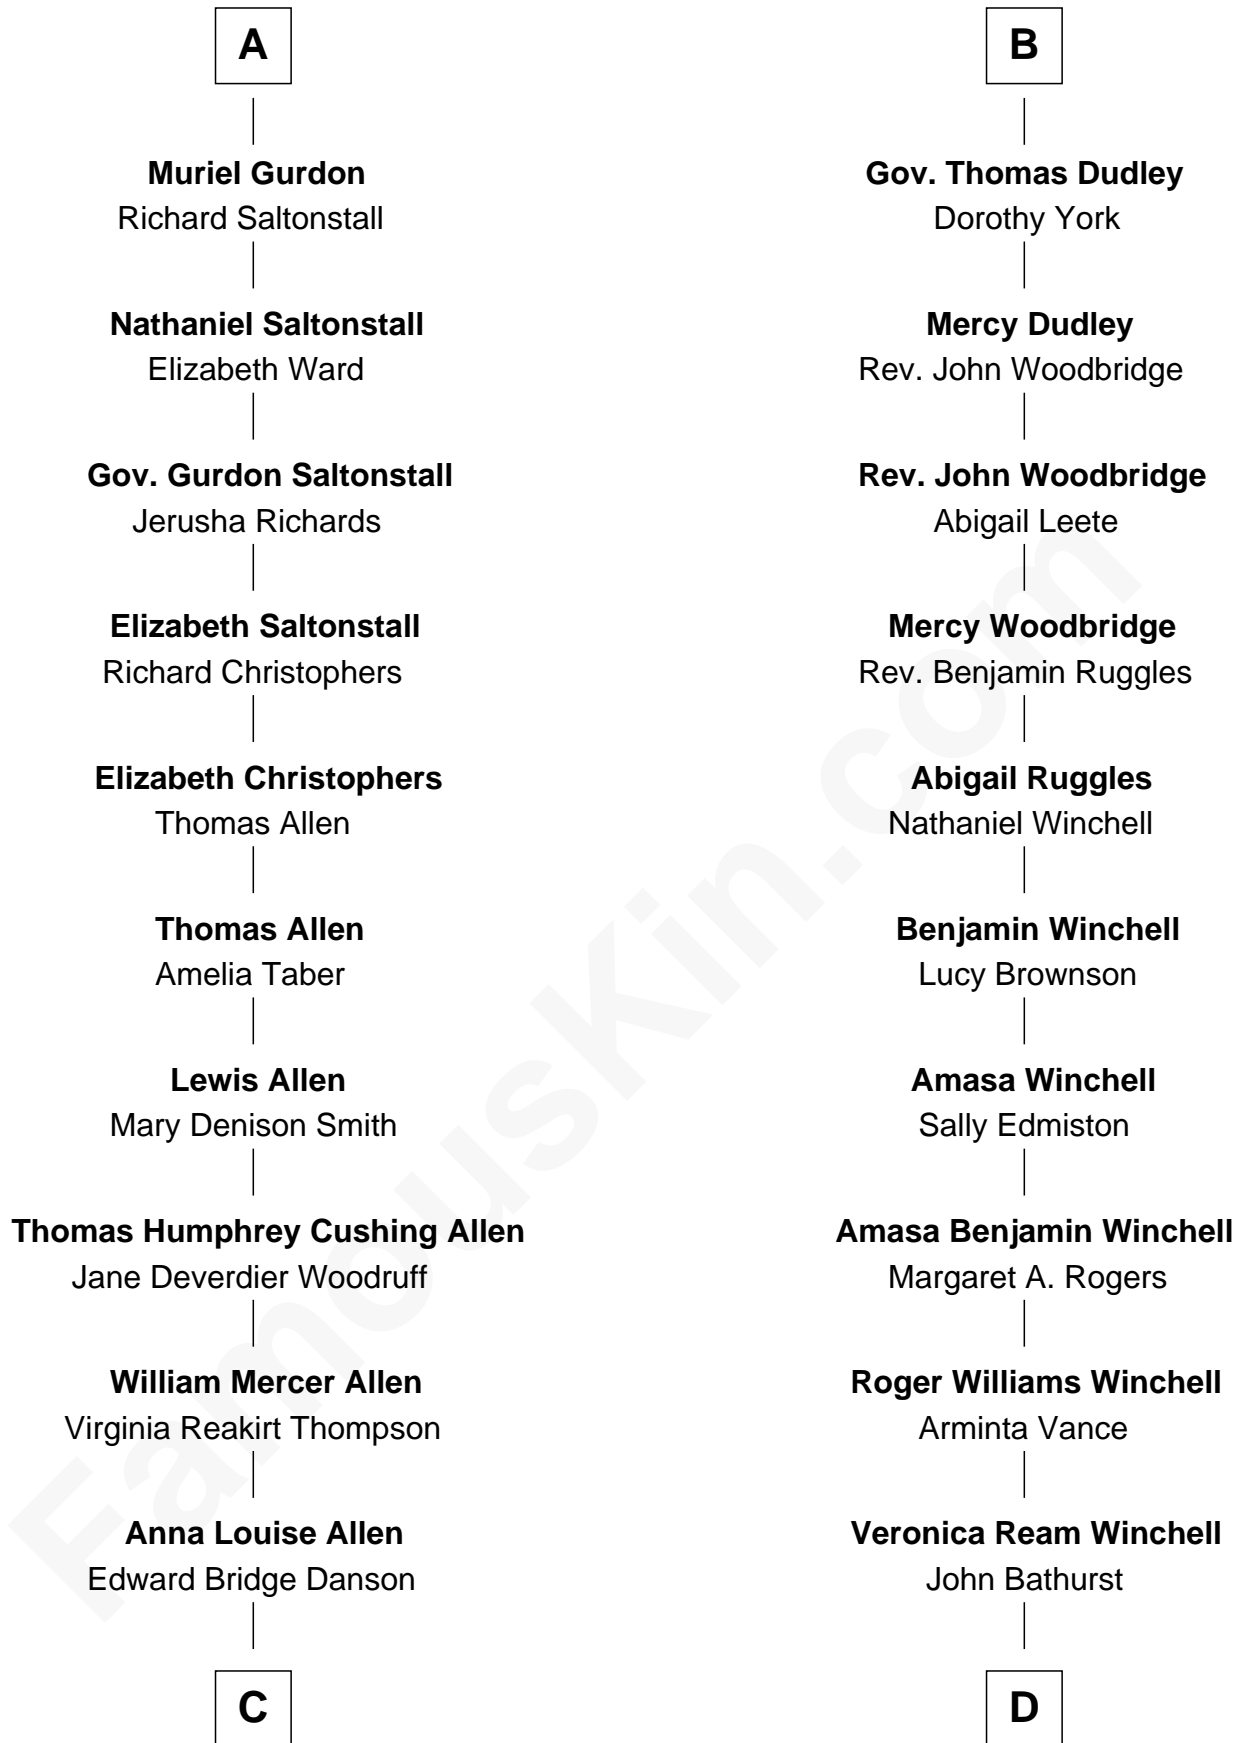 A
Muriel Gurdon
Richard Saltonstall
Nathaniel Saltonstall
Elizabeth Ward
Gov. Gurdon Saltonstall
Jerusha Richards
Elizabeth Saltonstall
Richard Christophers
Elizabeth Christophers
Thomas Allen
Thomas Allen
Amelia Taber
Lewis Allen
Mary Denison Smith
Thomas Humphrey Cushing Allen
Jane Deverdier Woodruff
William Mercer Allen
Virginia Reakirt Thompson
Anna Louise Allen
Edward Bridge Danson
C
B
Gov. Thomas Dudley
Dorothy York
Mercy Dudley
Rev. John Woodbridge
Rev. John Woodbridge
Abigail Leete
Mercy Woodbridge
Rev. Benjamin Ruggles
Abigail Ruggles
Nathaniel Winchell
Benjamin Winchell
Lucy Brownson
Amasa Winchell
Sally Edmiston
Amasa Benjamin Winchell
Margaret A. Rogers
Roger Williams Winchell
Arminta Vance
Veronica Ream Winchell
John Bathurst
D
FamousKin.com